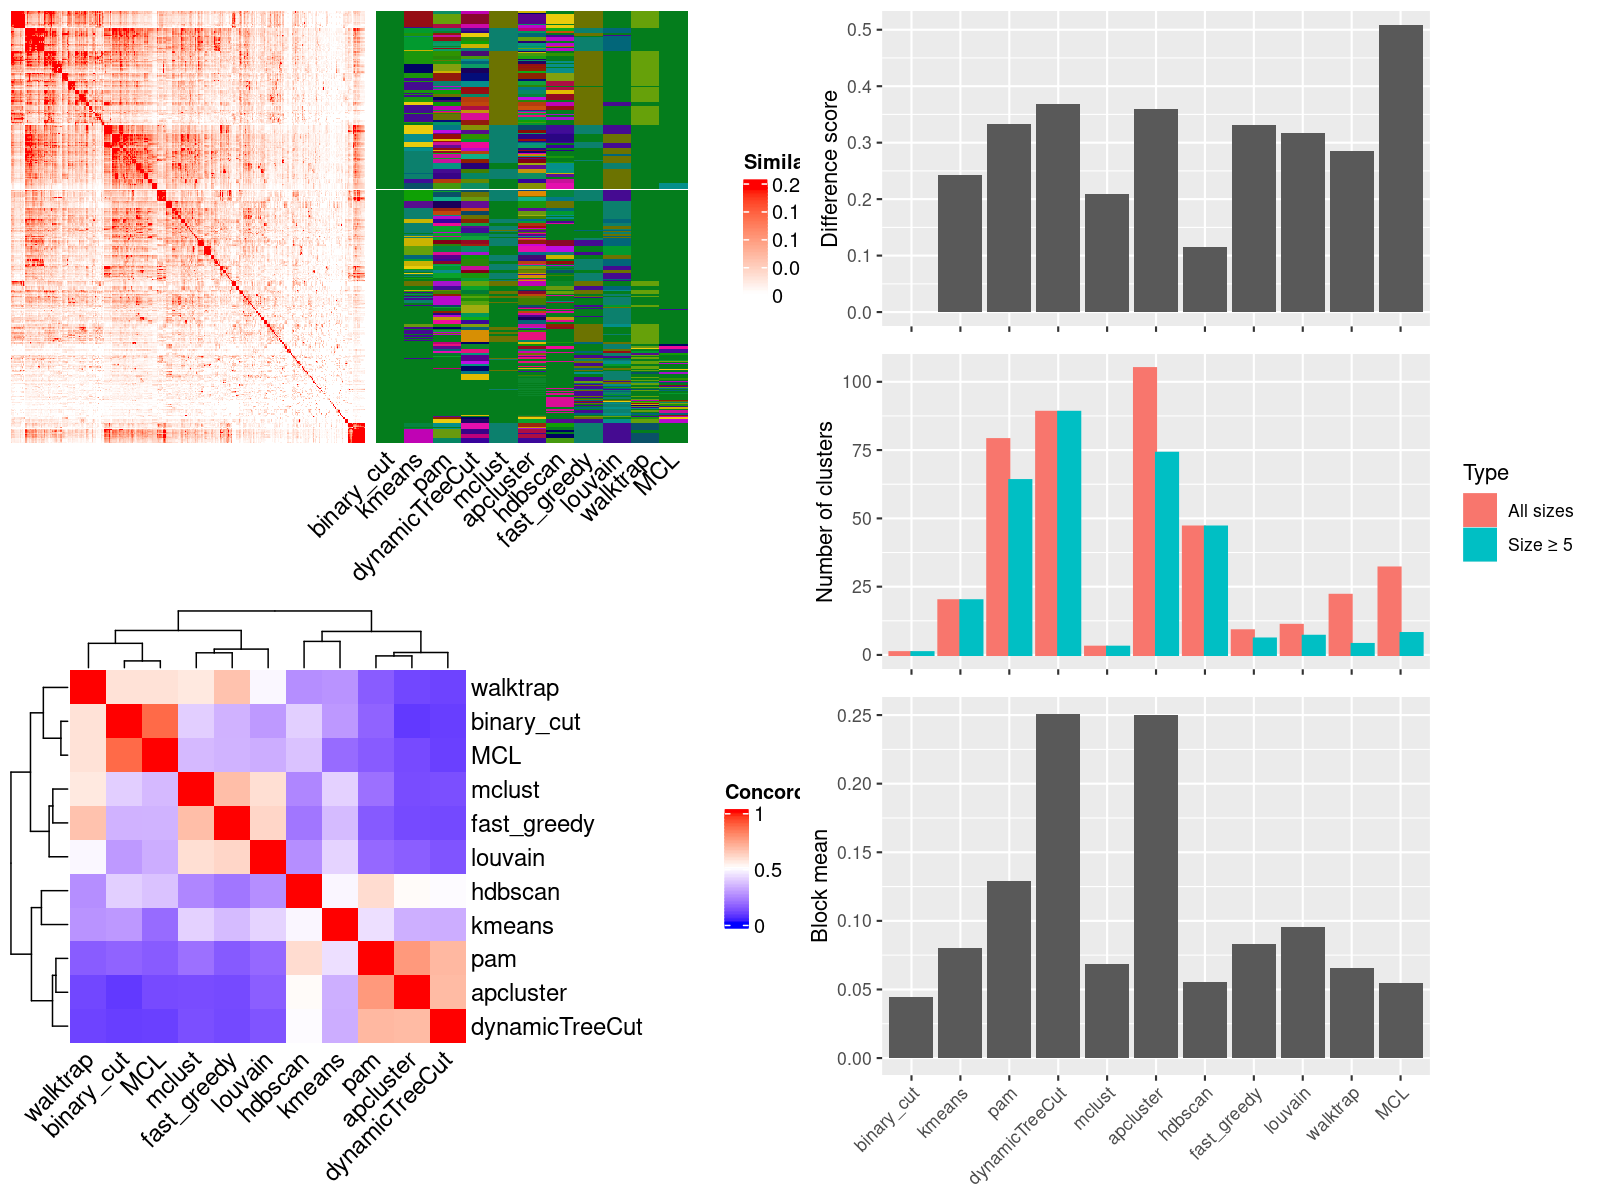 Simila
0.2
0.1
0.1
0.0
0
binary_cut
kmeans
pam
dynamicTreeCut
mclust
apcluster
hdbscan
fast_greedy
louvain
walktrap
MCL
walktrap
binary_cut
MCL
mclust
fast_greedy
louvain
hdbscan
kmeans
pam
apcluster
dynamicTreeCut
walktrap
binary_cut
MCL
mclust
fast_greedy
louvain
hdbscan
kmeans
pam
apcluster
dynamicTreeCut
Concord
1
0.5
0
Difference score
0.5
0.4
0.3
0.2
0.1
0.0
Number of clusters
100
75
50
25
0
Type
All sizes
Size ≥ 5
Block mean
0.25
0.20
0.15
0.10
0.05
0.00
binary_cut
kmeans
pam
dynamicTreeCut
mclust
apcluster
hdbscan
fast_greedy
louvain
walktrap
MCL